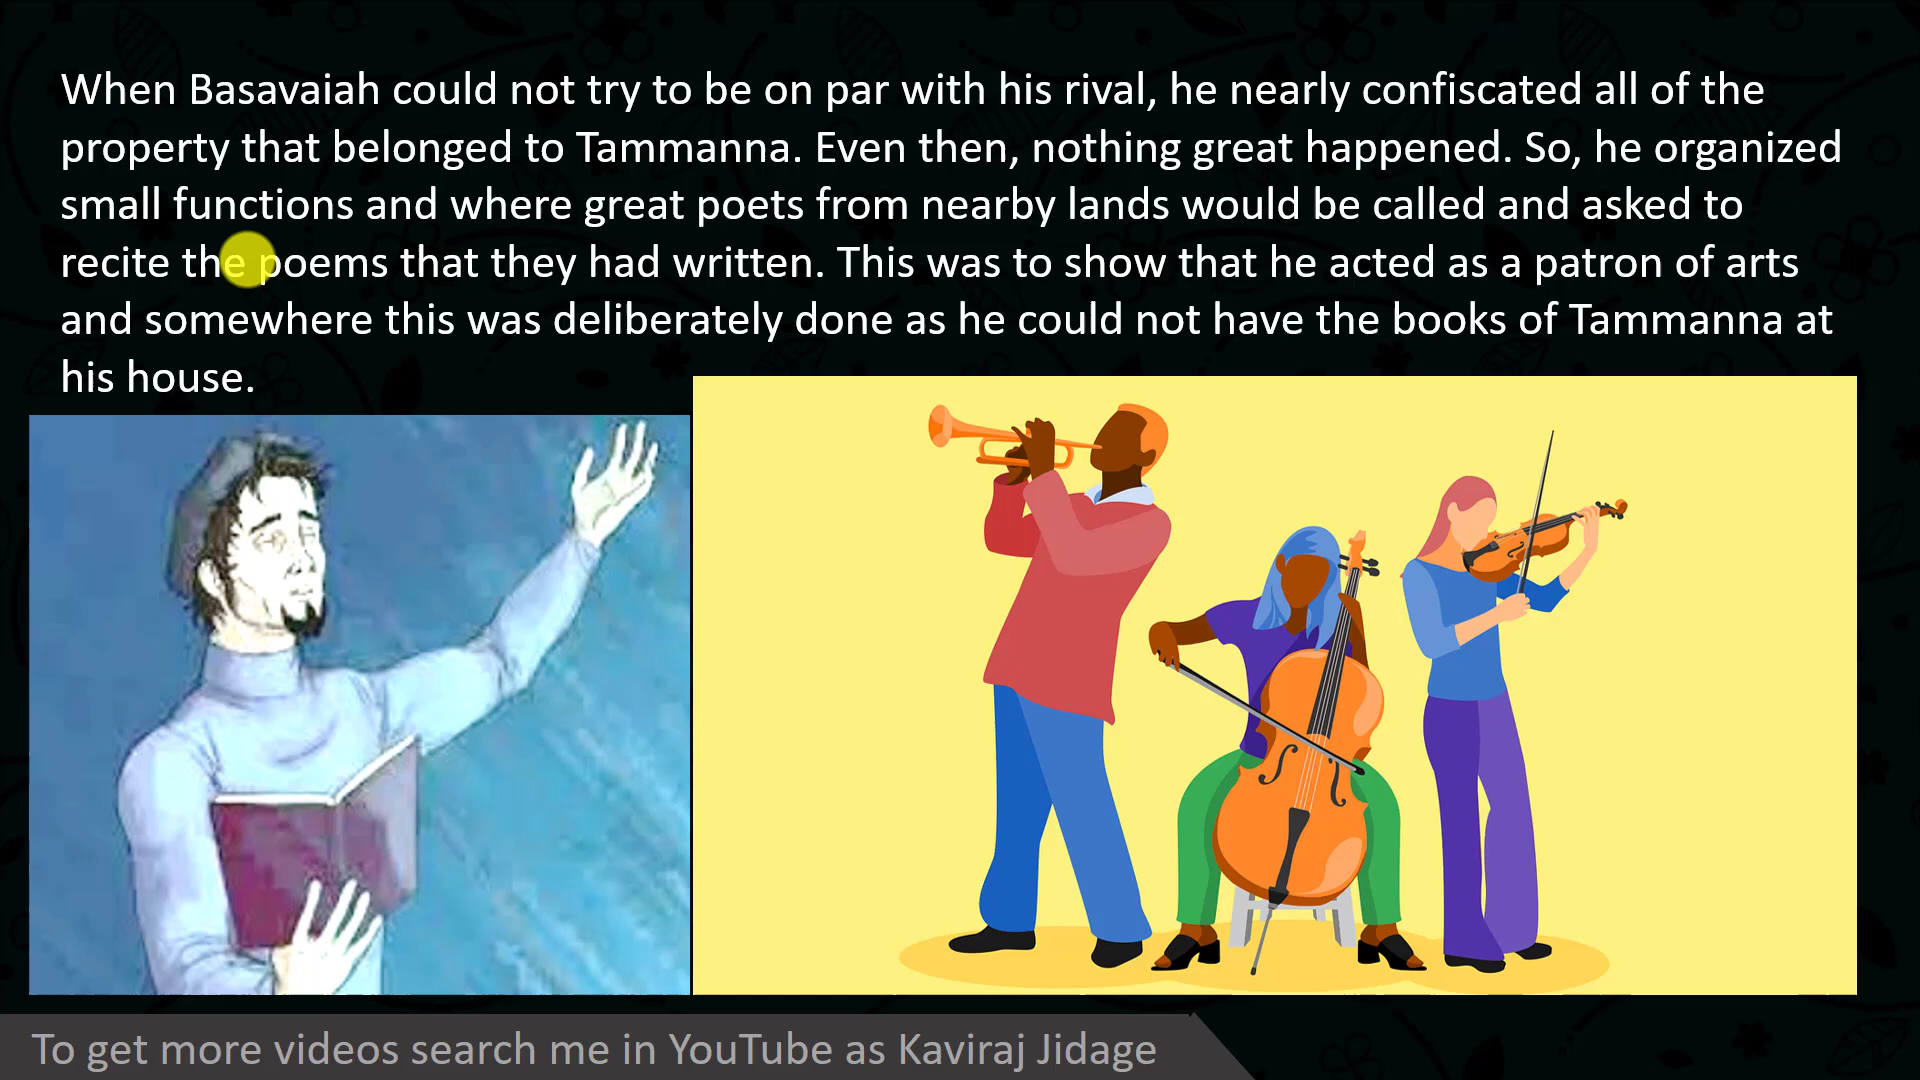 When Basavaiah could not try to be on par with his rival, he nearly confiscated all of the
property that belonged to Tammanna. Even then, nothing great happened. So, he organized
small functions and where great poets from nearby lands would be called and asked to
recite the poems that they had written. This was to show that he acted as a patron of arts
and somewhere this was deliberately done as he could not have the books of Tammanna at
his house.
To get more videos search me in YouTube as Kaviraj Jidage